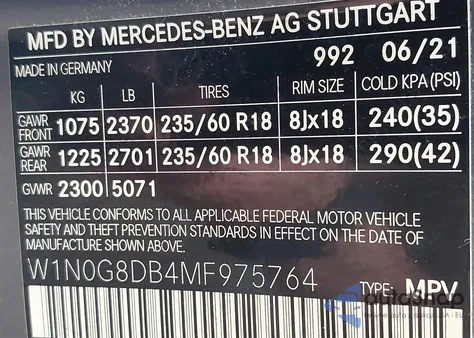 MFD BY MERCEDES-BENZ AG STUTTGART
MADE IN GERMANY 992 06/21
KG LB TIRES RIM SIZE COLD KPA (PSI)
GAWR FRONT 1075 2370 235/60 R18 8Jx18 240(35)
GAWR REAR 1225 2701 235/60 R18 8Jx18 290(42)
GVWR 2300 5071
THIS VEHICLE CONFORMS TO ALL APPLICABLE FEDERAL MOTOR VEHICLE
SAFETY AND THEFT PREVENTION STANDARDS IN EFFECT ON THE DATE OF
MANUFACTURE SHOWN ABOVE.
W1N0G8DB4MF975764 TYPE: MPV
autoshop